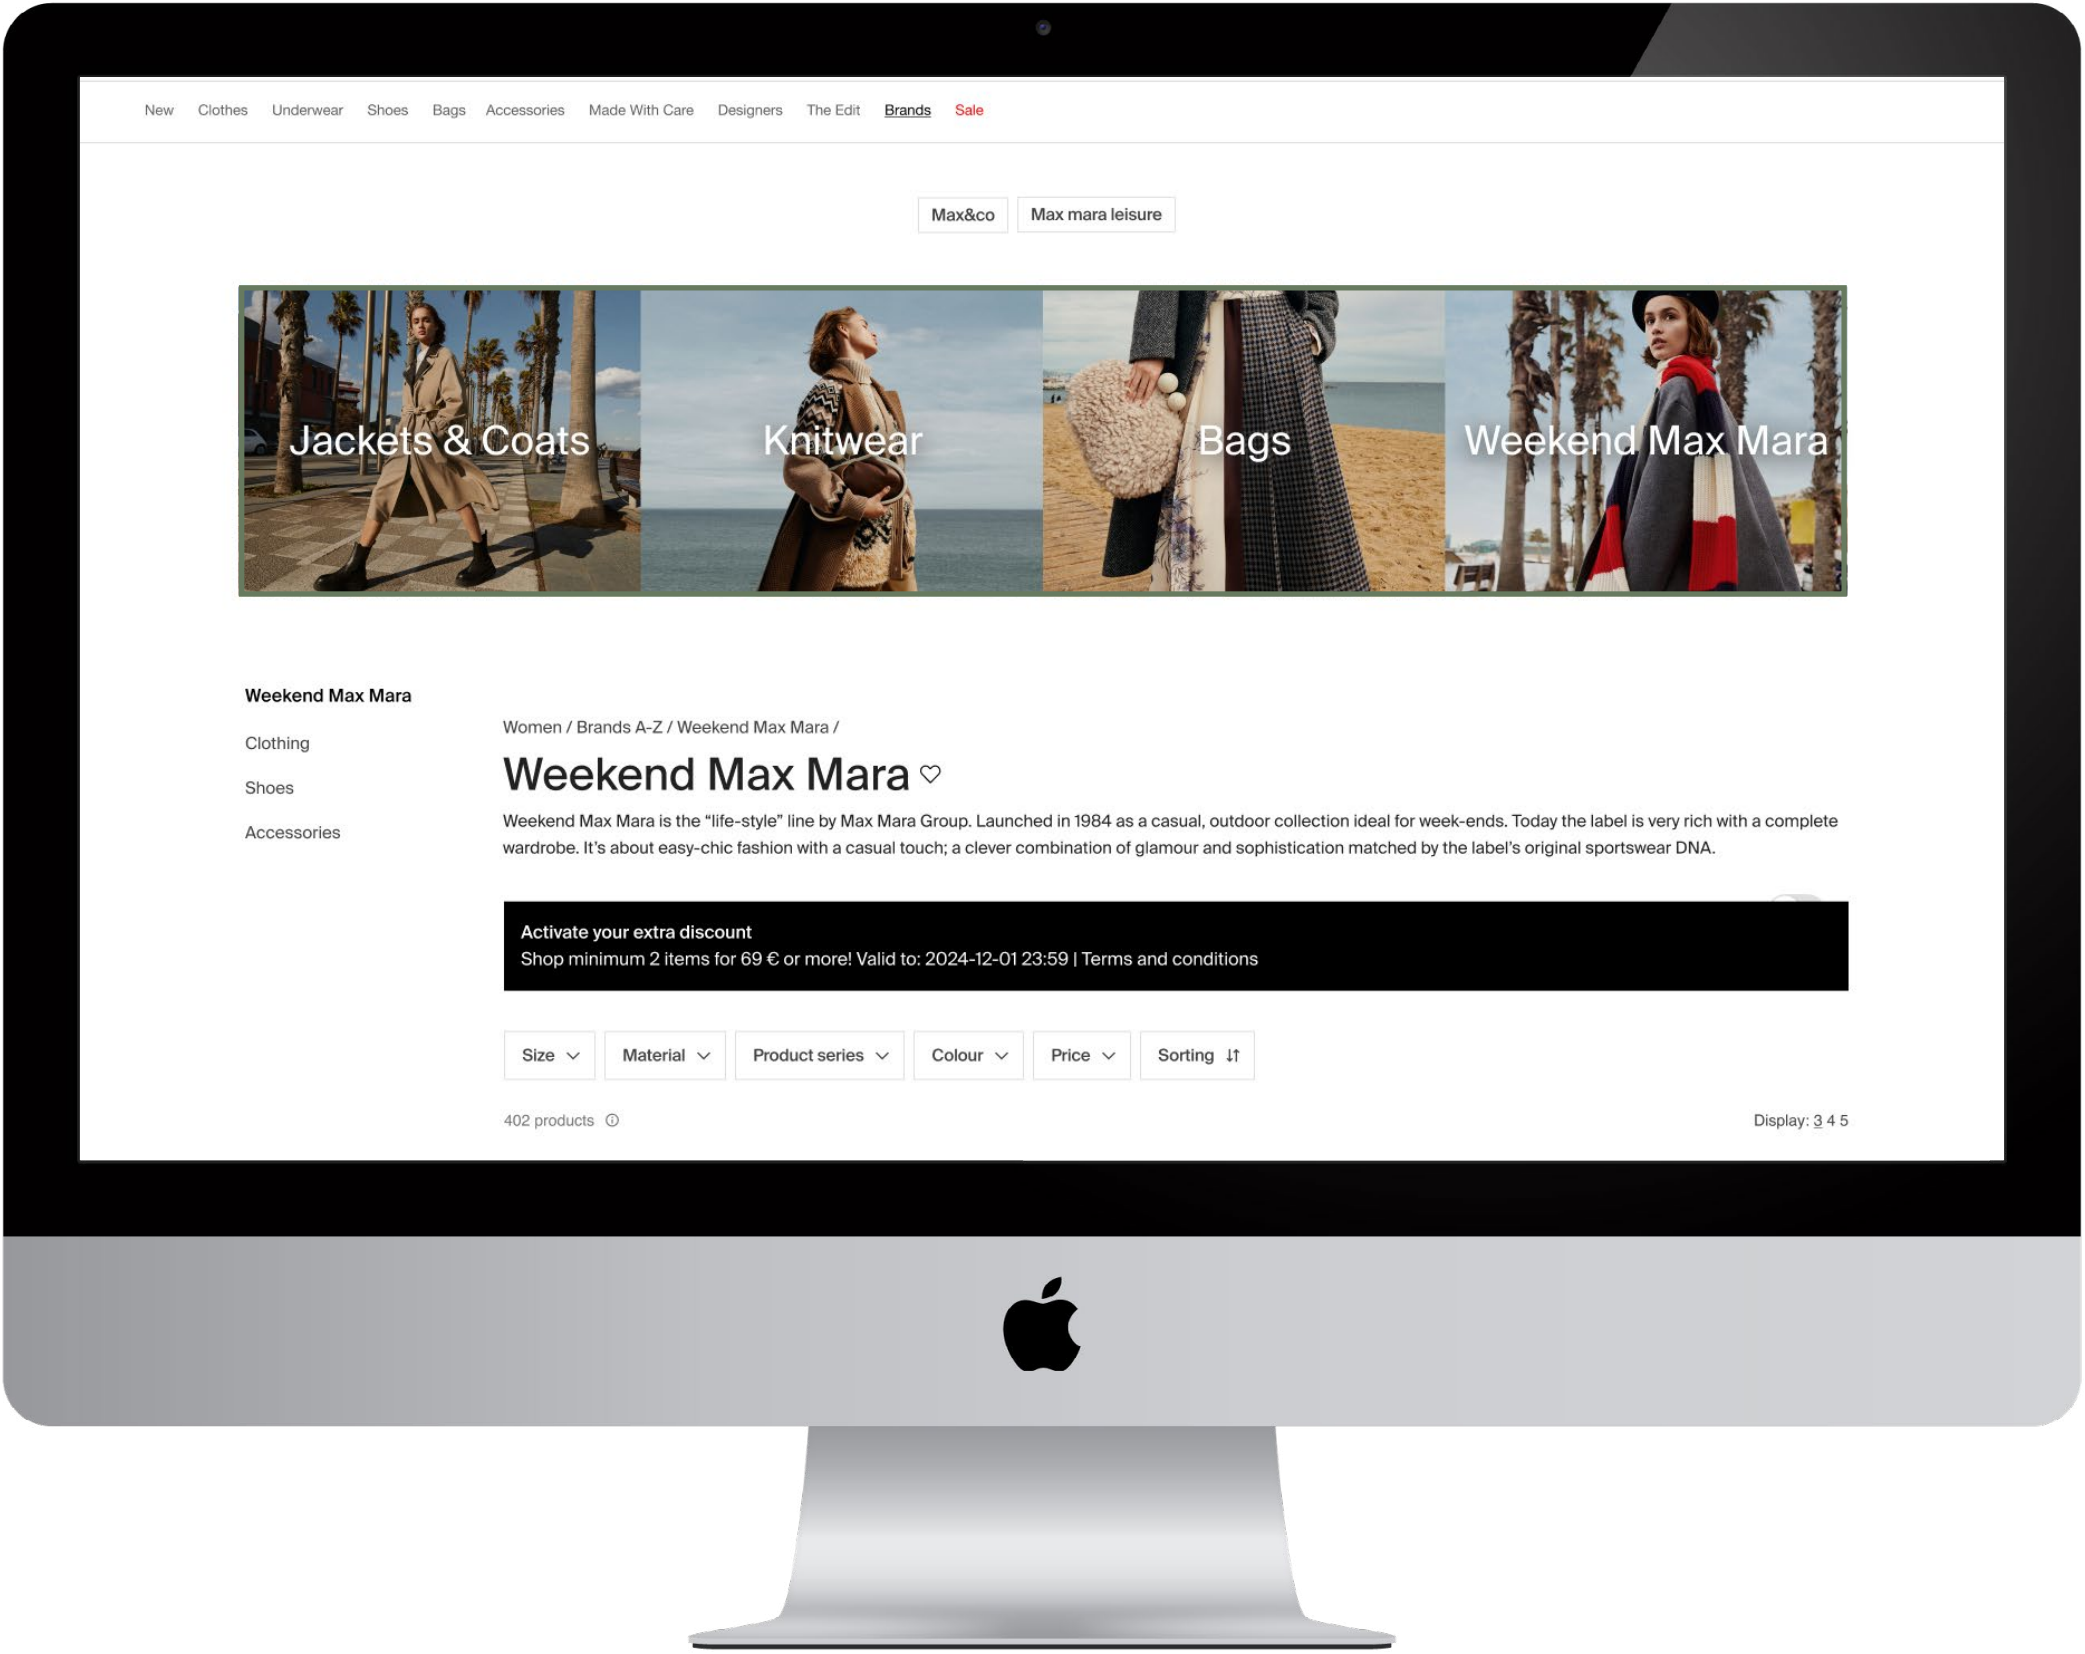 New Clothes Underwear Shoes Bags Accessories Made With Care Designers The Edit Brands Sale
Max&co Max mara leisure
Jackets & Coats Knitwear Bags Weekend Max Mara
Weekend Max Mara
Clothing
Shoes
Accessories
Women / Brands A-Z / Weekend Max Mara /
Weekend Max Mara
Weekend Max Mara is the “life-style” line by Max Mara Group. Launched in 1984 as a casual, outdoor collection ideal for week-ends. Today the label is very rich with a complete
wardrobe. It’s about easy-chic fashion with a casual touch; a clever combination of glamour and sophistication matched by the label’s original sportswear DNA.
Activate your extra discount
Shop minimum 2 items for 69 € or more! Valid to: 2024-12-01 23:59 | Terms and conditions
Size Material Product series Colour Price Sorting
402 products
Display: 3 4 5